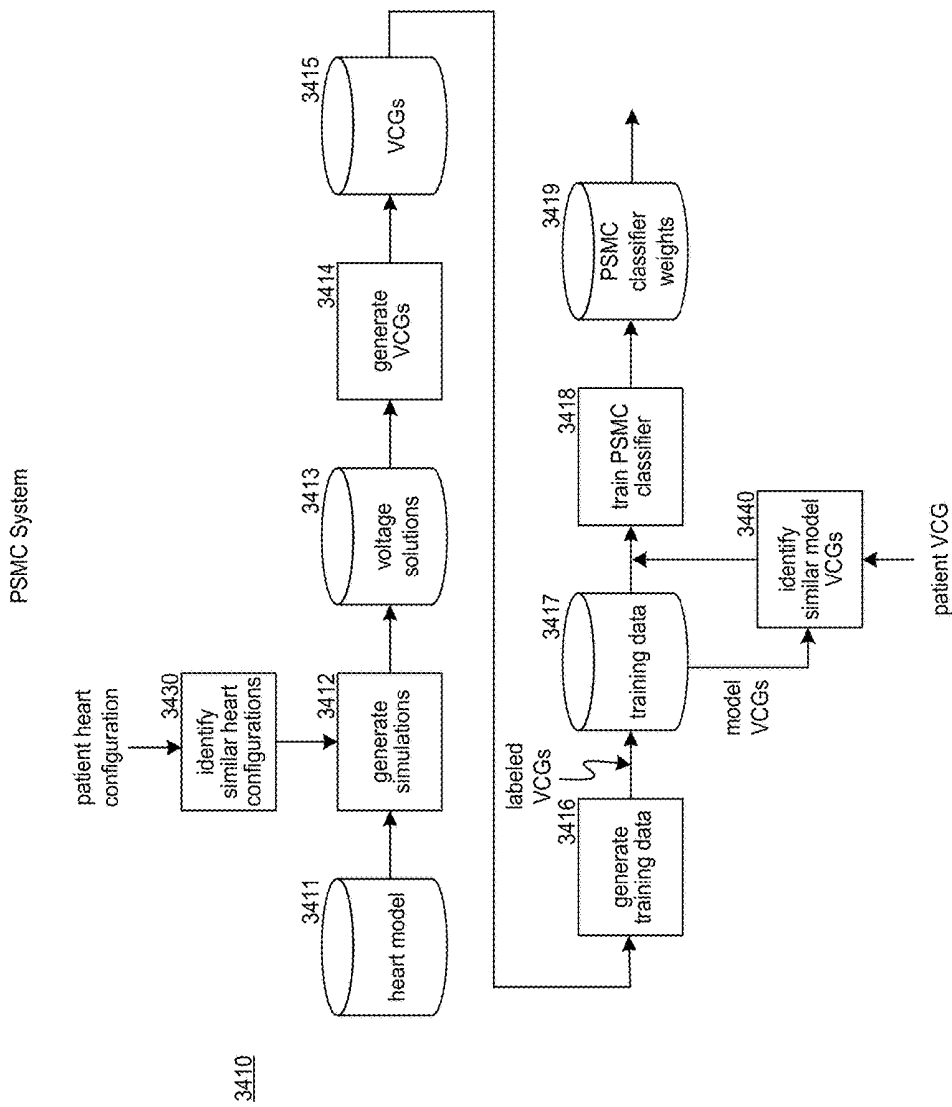 PSMC System
3410
patient heart
configuration
3430
identify
similar heart
configurations
3411
heart model
3412
generate
simulations
3413
voltage
solutions
3414
generate
VCGs
3415
VCGs
labeled
VCGs
3416
generate
training data
3417
training data
model
VCGs
3440
identify
similar model
VCGs
patient VCG
3418
train PSMC
classifier
3419
PSMC
classifier
weights